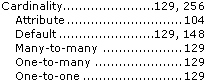 Cardinality.......................129, 256
Attribute ............................104
Default .......................129, 148
Many-to-many ....................129
One-to-many .....................129
One-to-one ........................129